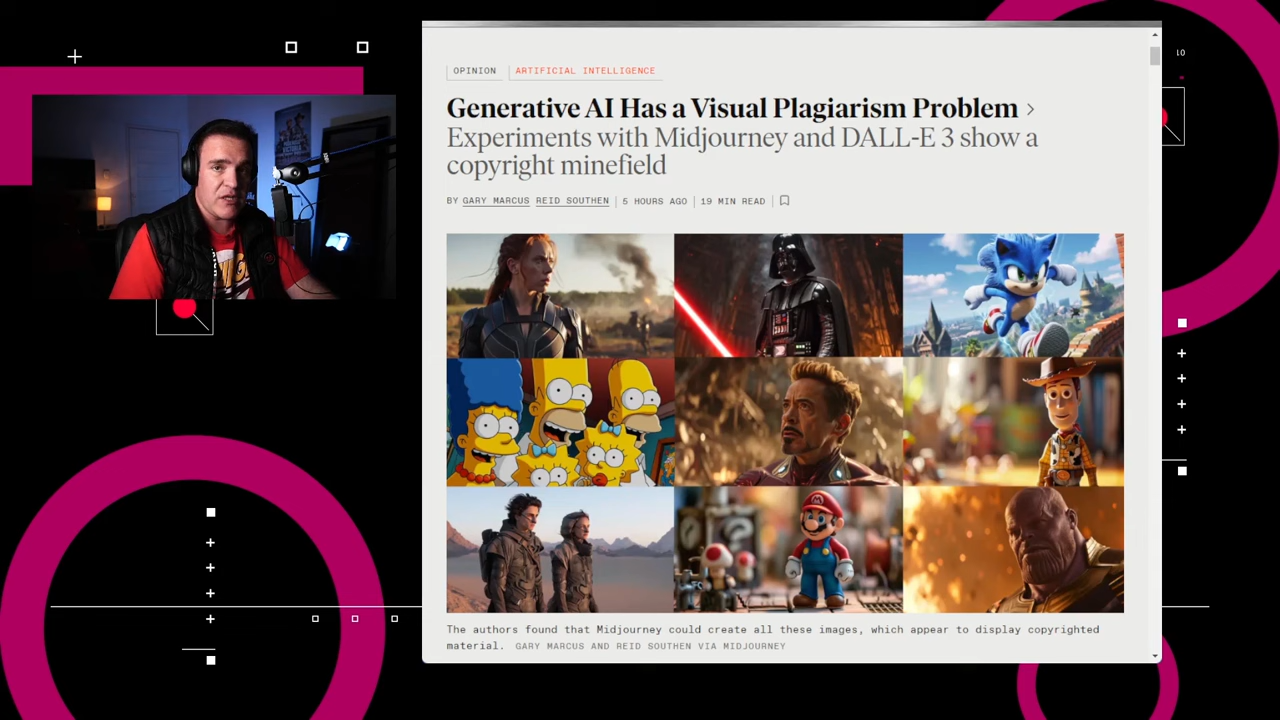 OPINION
ARTIFICIAL INTELLIGENCE
Generative AI Has a Visual Plagiarism Problem >
Experiments with Midjourney and DALL-E 3 show a
copyright minefield
BY GARY MARCUS REID SOUTHEN | 5 HOURS AGO | 19 MIN READ |
The authors found that Midjourney could create all these images, which appear to display copyrighted
material. GARY MARCUS AND REID SOUTHEN VIA MIDJOURNEY